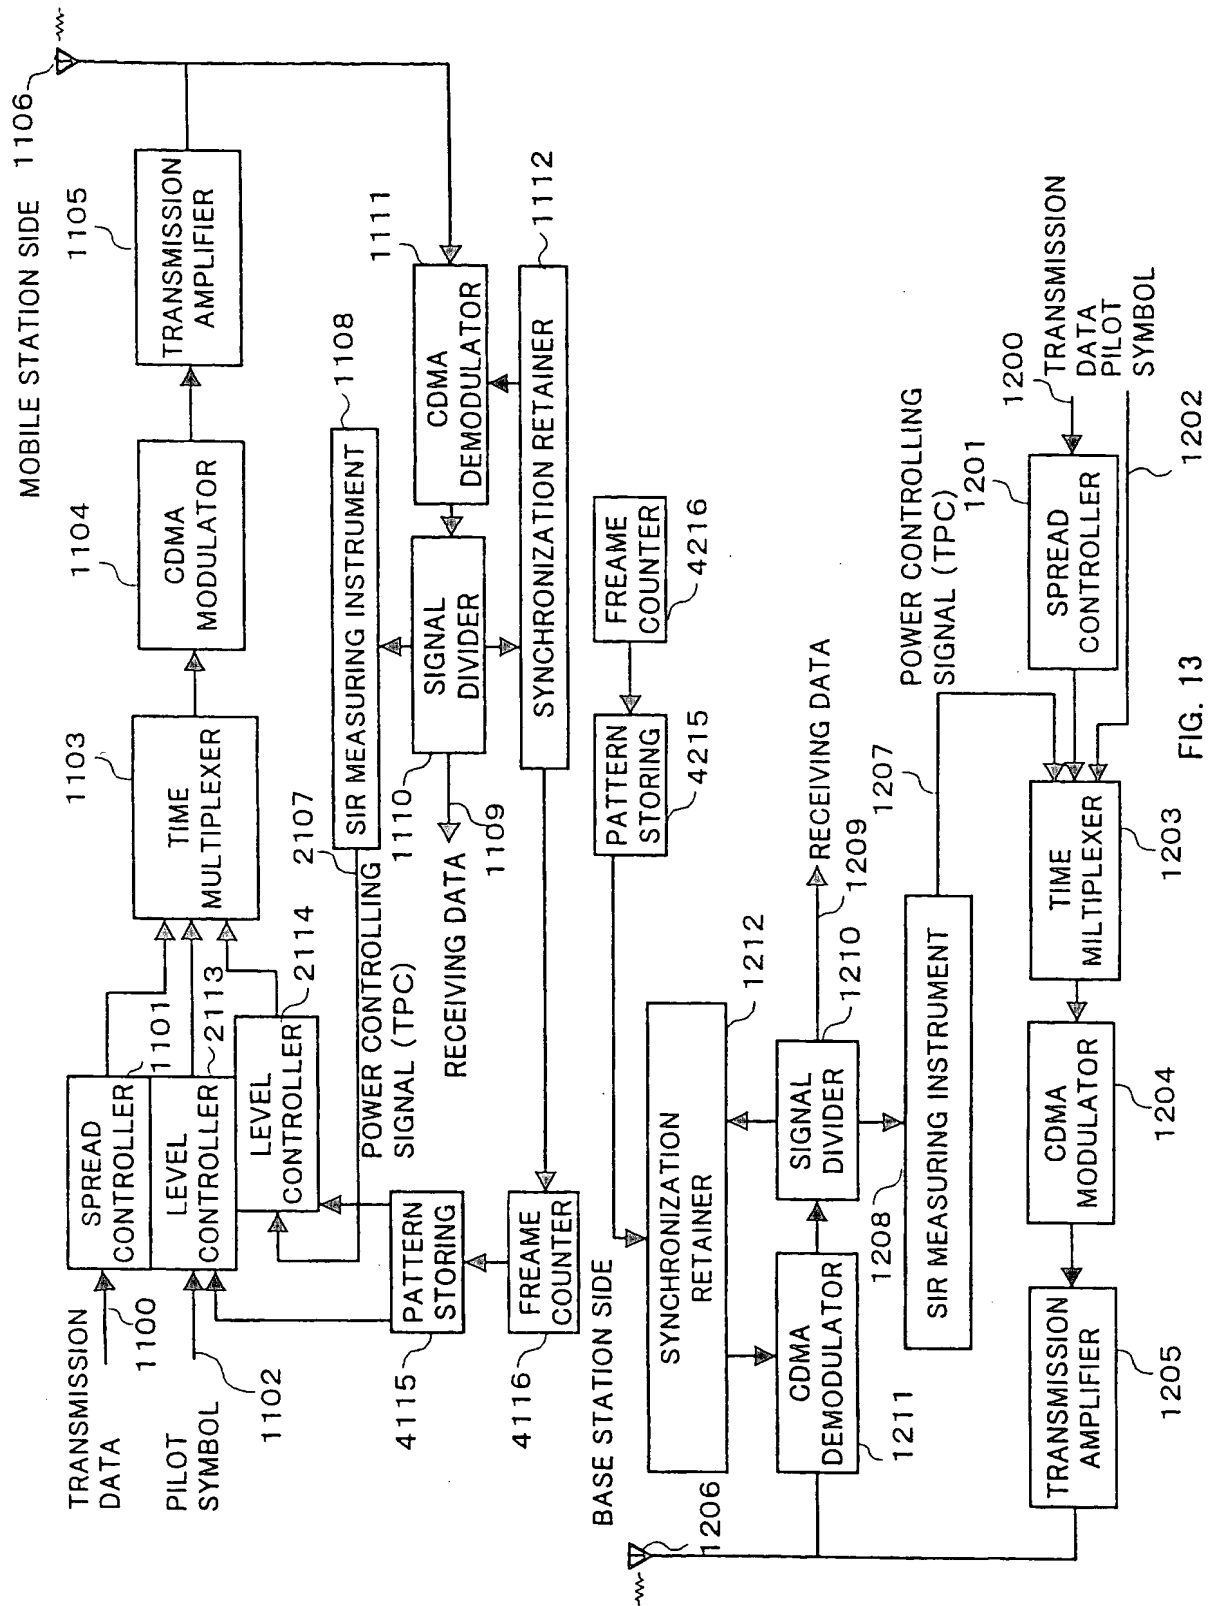 MOBILE STATION SIDE
1106
TRANSMISSION
DATA
1100
PILOT
SYMBOL
1102
SPREAD
CONTROLLER
1101
LEVEL
CONTROLLER
2113
LEVEL
CONTROLLER
2114
TIME
MULTIPLEXER
1103
CDMA
MODULATOR
1104
TRANSMISSION
AMPLIFIER
1105
POWER CONTROLLING
SIGNAL (TPC)
2107
SIR MEASURING INSTRUMENT
1108
PATTERN
STORING
4115
RECEIVING DATA
1109
SIGNAL
DIVIDER
1110
CDMA
DEMODULATOR
1111
FREAME
COUNTER
4116
SYNCHRONIZATION RETAINER
1112
BASE STATION SIDE
1206
PATTERN
STORING
4215
FREAME
COUNTER
4216
SYNCHRONIZATION
RETAINER
1212
CDMA
DEMODULATOR
1211
SIGNAL
DIVIDER
1210
RECEIVING DATA
1209
SIR MEASURING INSTRUMENT
1208
1207
POWER CONTROLLING
SIGNAL (TPC)
TRANSMISSION
AMPLIFIER
1205
CDMA
MODULATOR
1204
TIME
MILTIPLEXER
1203
SPREAD
CONTROLLER
1201
1200
TRANSMISSION
DATA
PILOT
SYMBOL
1202
FIG. 13